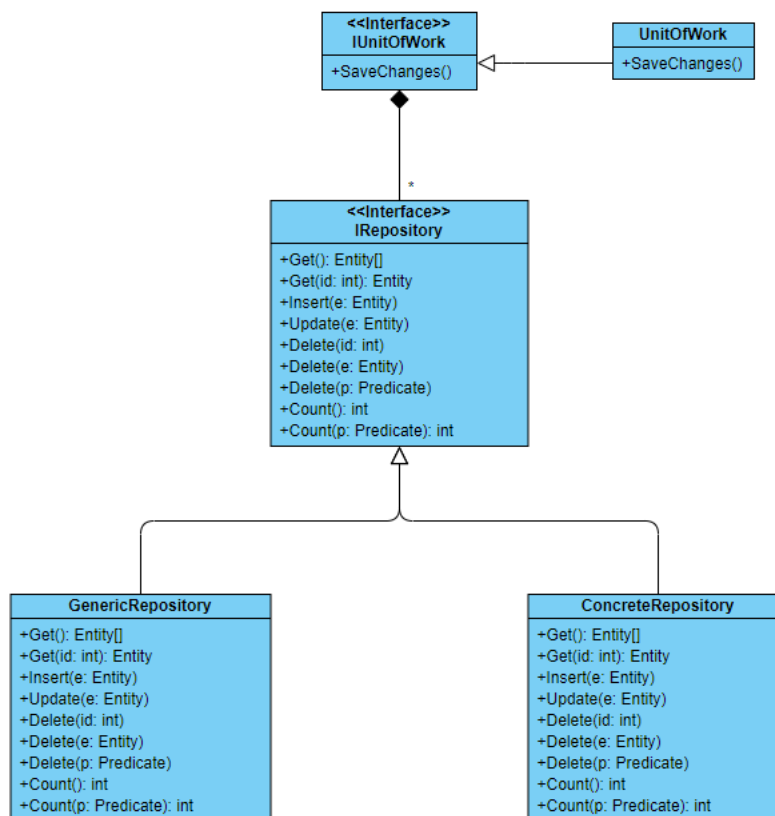 <<Interface>>
IUnitOfWork
+SaveChanges()
UnitOfWork
+SaveChanges()
*
<<Interface>>
IRepository
+Get(): Entity[]
+Get(id: int): Entity
+Insert(e: Entity)
+Update(e: Entity)
+Delete(id: int)
+Delete(e: Entity)
+Delete(p: Predicate)
+Count(): int
+Count(p: Predicate): int
GenericRepository
+Get(): Entity[]
+Get(id: int): Entity
+Insert(e: Entity)
+Update(e: Entity)
+Delete(id: int)
+Delete(e: Entity)
+Delete(p: Predicate)
+Count(): int
+Count(p: Predicate): int
ConcreteRepository
+Get(): Entity[]
+Get(id: int): Entity
+Insert(e: Entity)
+Update(e: Entity)
+Delete(id: int)
+Delete(e: Entity)
+Delete(p: Predicate)
+Count(): int
+Count(p: Predicate): int